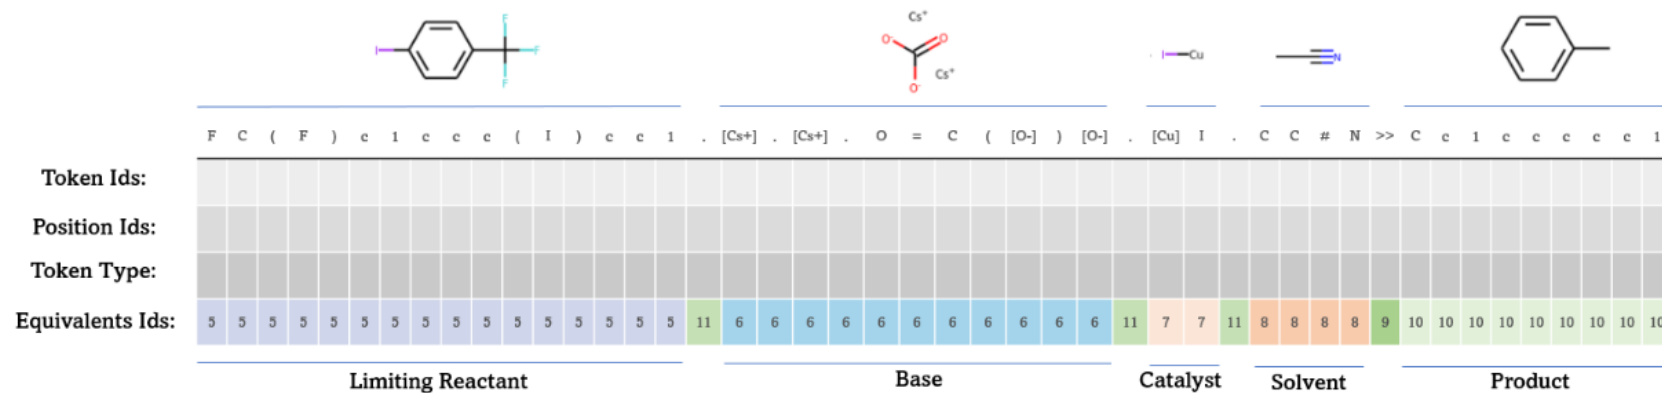 F
I F
F
Cs⁺
O⁻ O
Cs⁺
O⁻
I Cu
N
F C ( F ) c 1 c c c ( I ) c c 1 . [Cs+] . [Cs+] . O = C ( [O-] ) [O-] . [Cu] I . C C # N >> C c 1 c c c c c 1
Token Ids:
Position Ids:
Token Type:
Equivalents Ids: 5 5 5 5 5 5 5 5 5 5 5 5 5 5 5 5 11 6 6 6 6 6 6 6 6 6 6 6 11 7 7 11 8 8 8 8 9 10 10 10 10 10 10 10 10 10
Limiting Reactant Base Catalyst Solvent Product